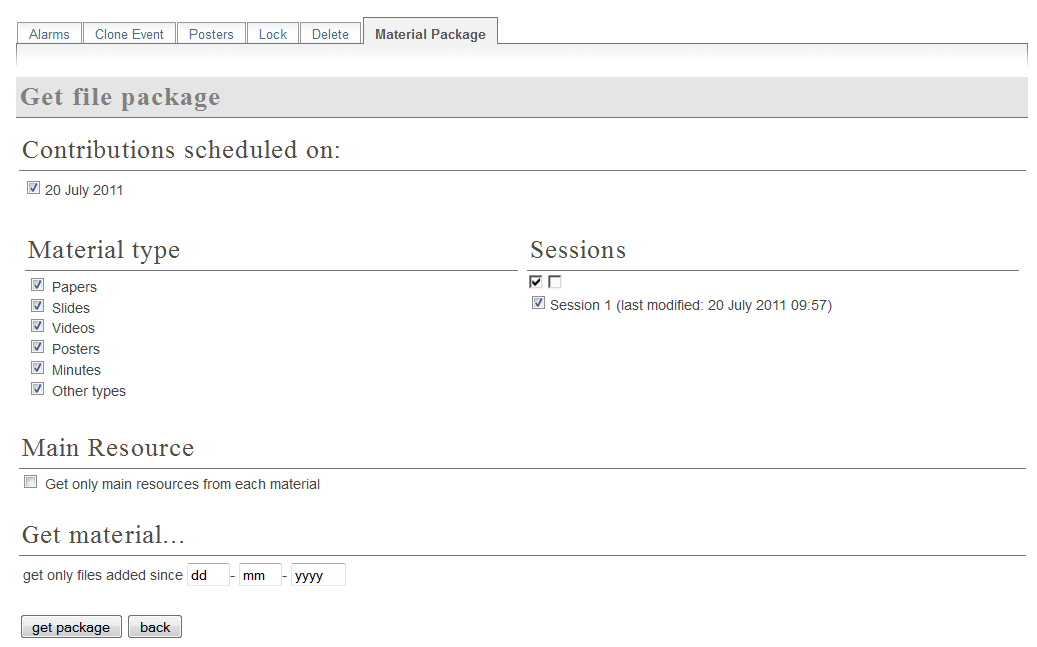 Alarms Clone Event Posters Lock Delete Material Package
Get file package
Contributions scheduled on:
20 July 2011
Material type
Papers
Slides
Videos
Posters
Minutes
Other types
Sessions
Session 1 (last modified: 20 July 2011 09:57)
Main Resource
Get only main resources from each material
Get material...
get only files added since dd - mm - yyyy
get package back